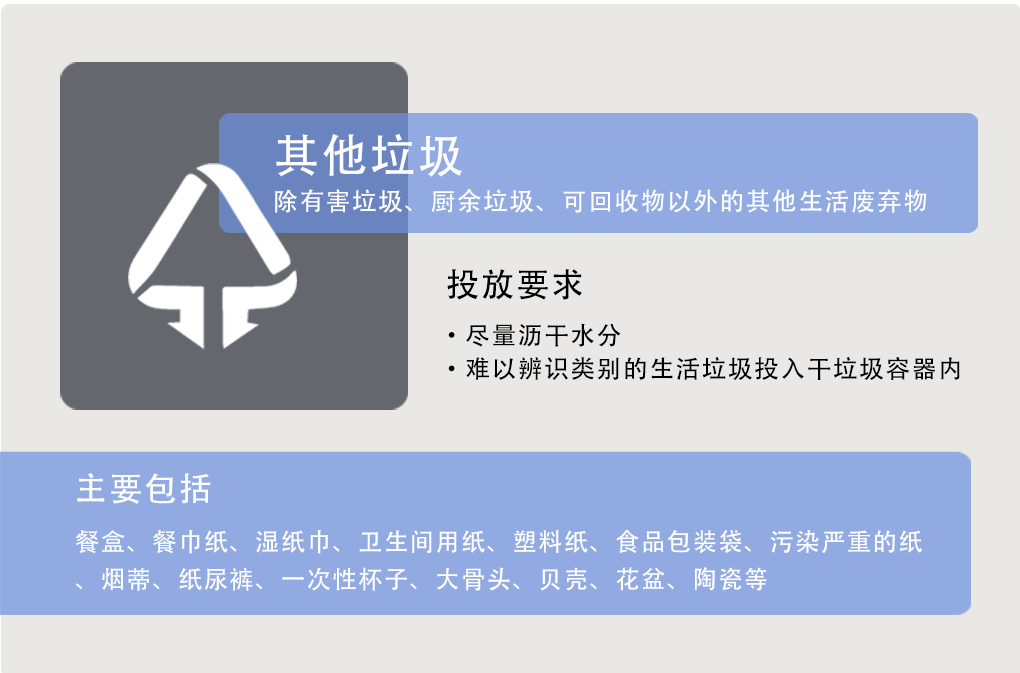 其他垃圾
除有害垃圾、厨余垃圾、可回收物以外的其他生活废弃物
投放要求
• 尽量沥干水分
• 难以辨识类别的生活垃圾投入干垃圾容器内
主要包括
餐盒、餐巾纸、湿纸巾、卫生间用纸、塑料纸、食品包装袋、污染严重的纸
、烟蒂、纸尿裤、一次性杯子、大骨头、贝壳、花盆、陶瓷等